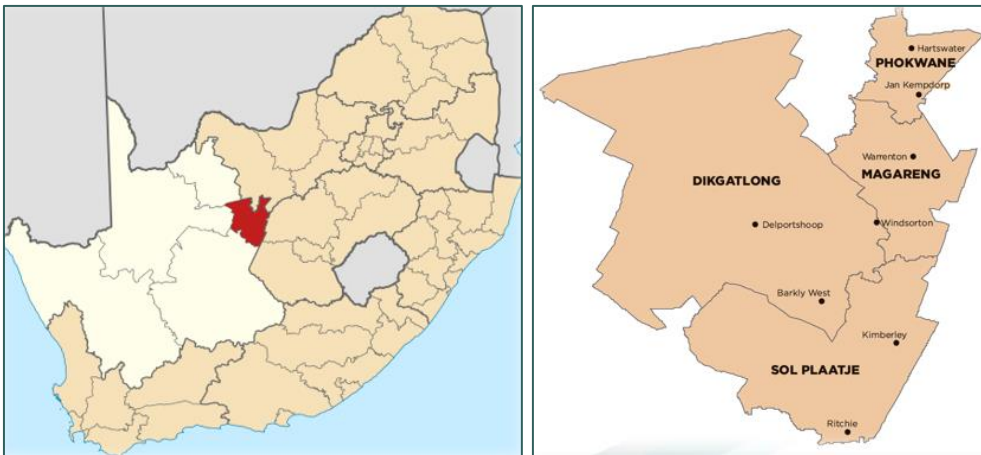 Hartswater
PHOKWANE
Jan Kempdorp
Warrenton
MAGARENG
DIKGATLONG
Delportshoop
Windsorton
Barkly West
Kimberley
SOL PLAATJE
Ritchie